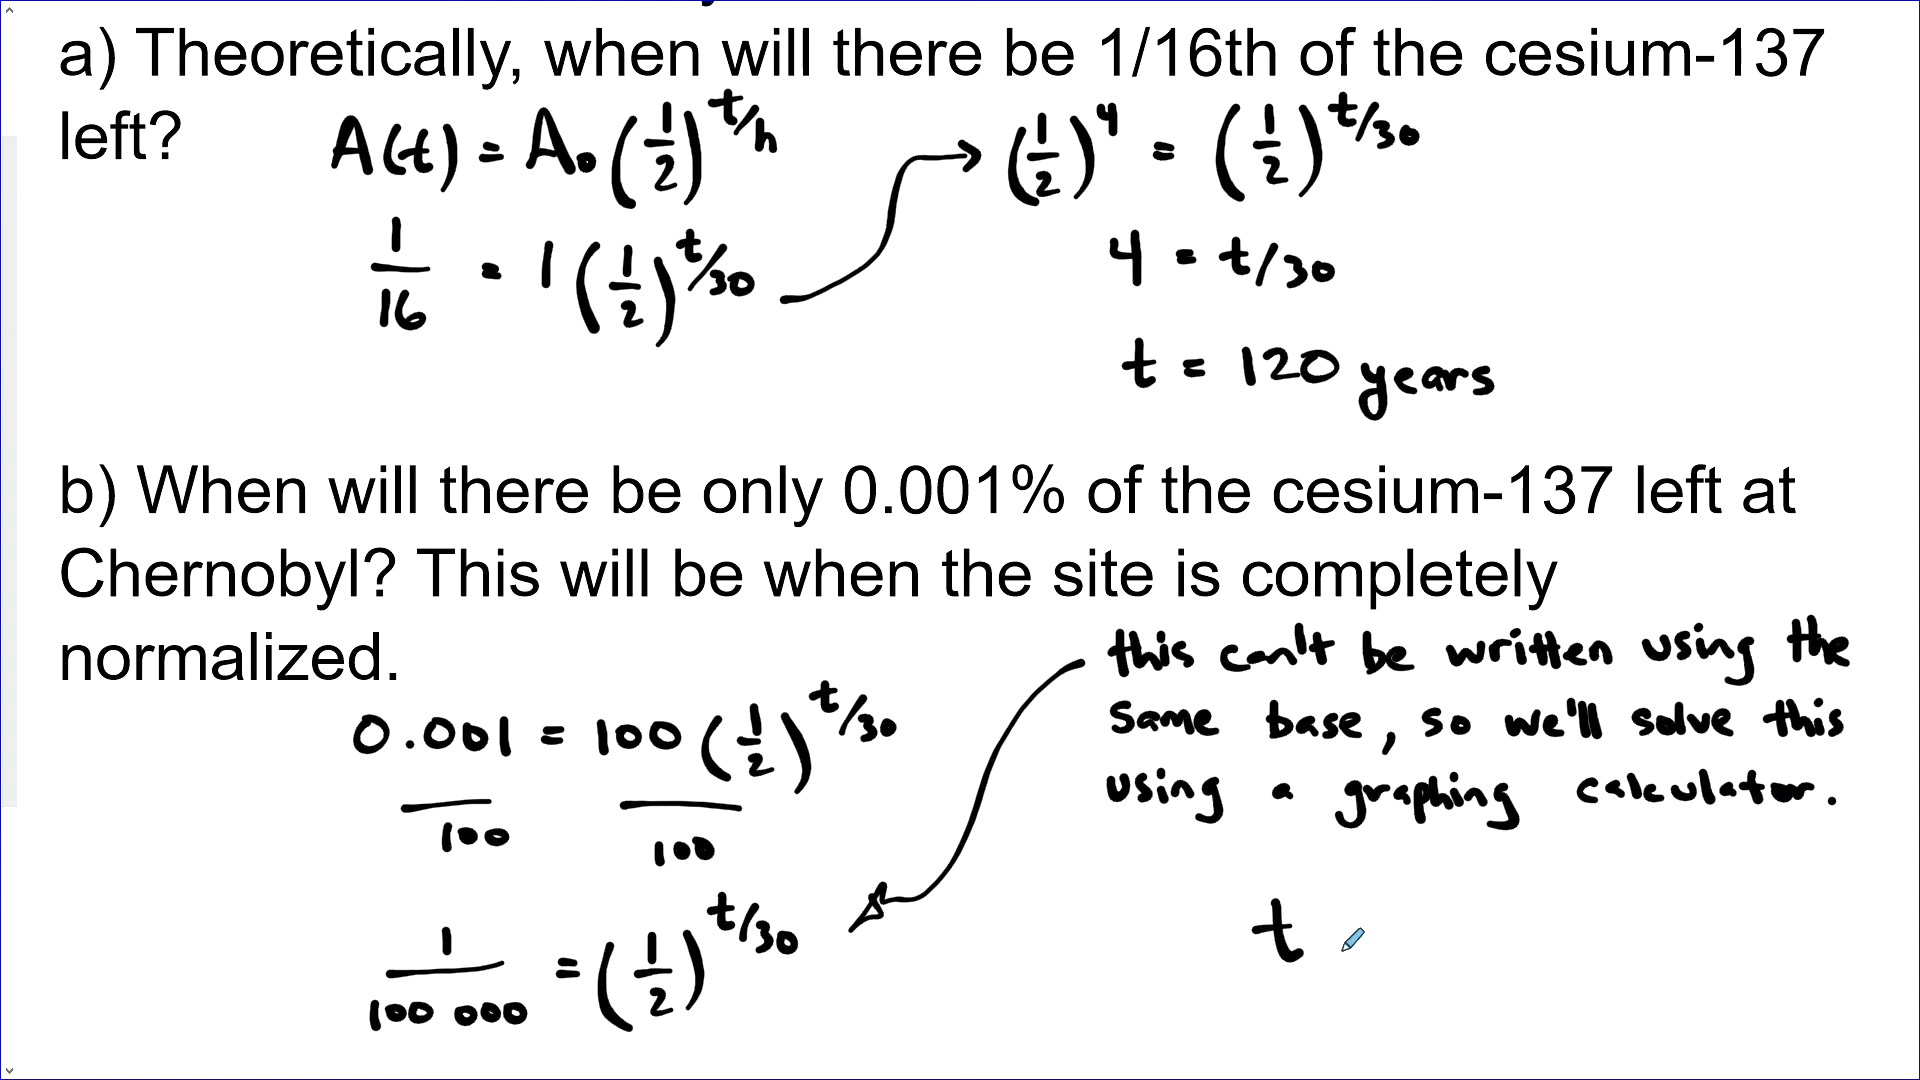 a) Theoretically, when will there be 1/16th of the cesium-137
left?
A(t) = A₀(1/2)^(t/h)
1/16 = 1(1/2)^(t/30)
(1/2)^4 = (1/2)^(t/30)
4 = t/30
t = 120 years
b) When will there be only 0.001% of the cesium-137 left at
Chernobyl? This will be when the site is completely
normalized.
this can't be written using the
same base, so we'll solve this
using a graphing calculator.
0.001 = 100(1/2)^(t/30)
100 100
1/100 000 = (1/2)^(t/30)
t